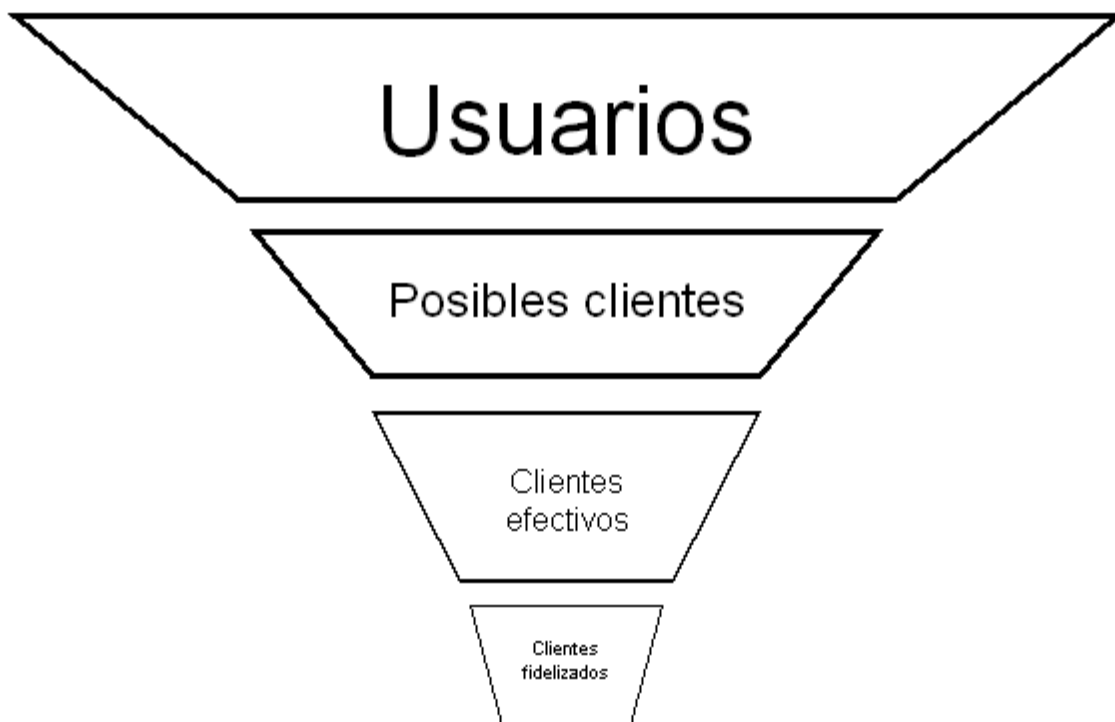 Usuarios
Posibles clientes
Clientes
efectivos
Clientes
fidelizados